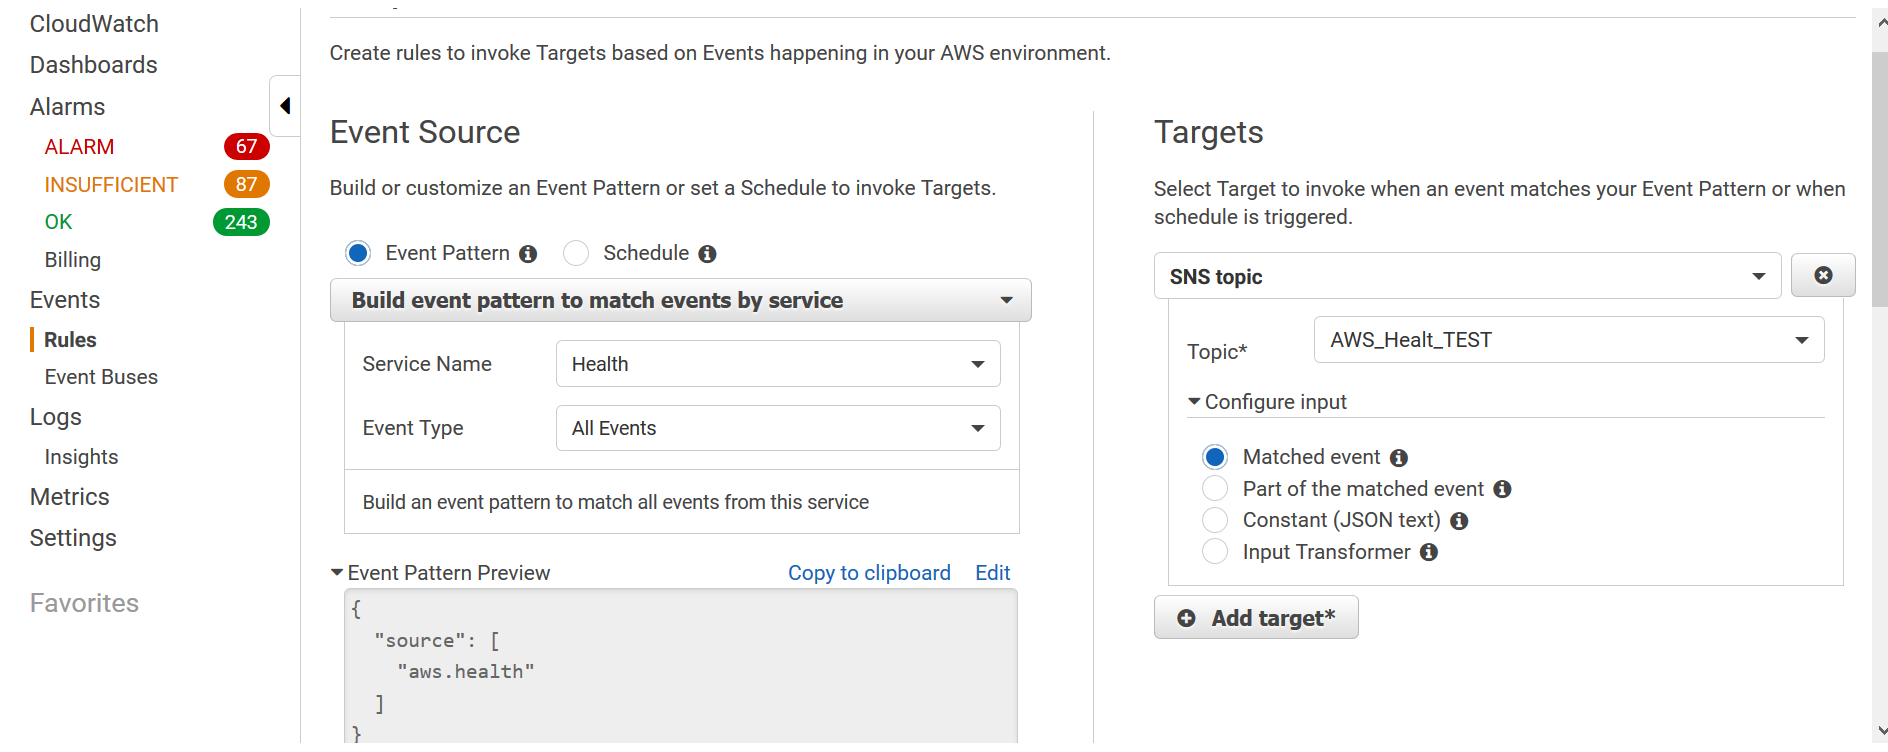 CloudWatch
Dashboards
Alarms
ALARM 67
INSUFFICIENT 87
OK 243
Billing
Events
Rules
Event Buses
Logs
Insights
Metrics
Settings
Favorites
Create rules to invoke Targets based on Events happening in your AWS environment.
Event Source
Build or customize an Event Pattern or set a Schedule to invoke Targets.
Event Pattern Schedule
Build event pattern to match events by service
Service Name Health
Event Type All Events
Build an event pattern to match all events from this service
Event Pattern Preview Copy to clipboard Edit
{
"source": [
"aws.health"
]
}
Targets
Select Target to invoke when an event matches your Event Pattern or when
schedule is triggered.
SNS topic
Topic* AWS_Healt_TEST
Configure input
Matched event
Part of the matched event
Constant (JSON text)
Input Transformer
Add target*